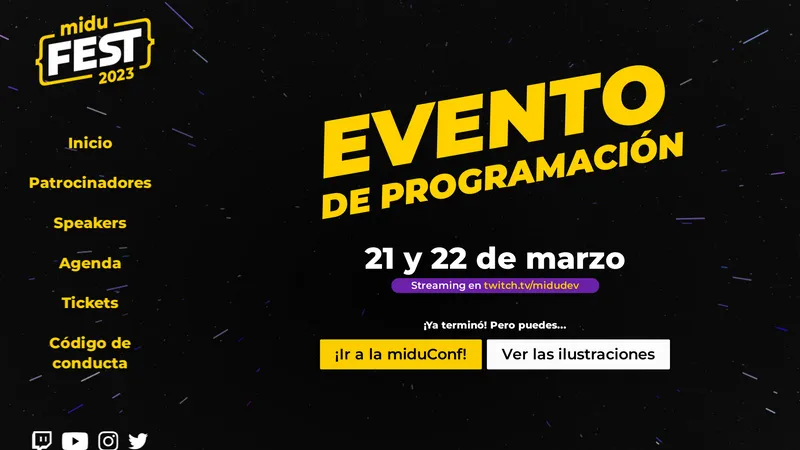 midu
FEST
2023
Inicio
Patrocinadores
Speakers
Agenda
Tickets
Código de
conducta
EVENTO
DE PROGRAMACIÓN
21 y 22 de marzo
Streaming en twitch.tv/midudev
¡Ya terminó! Pero puedes...
¡Ir a la miduConf!
Ver las ilustraciones